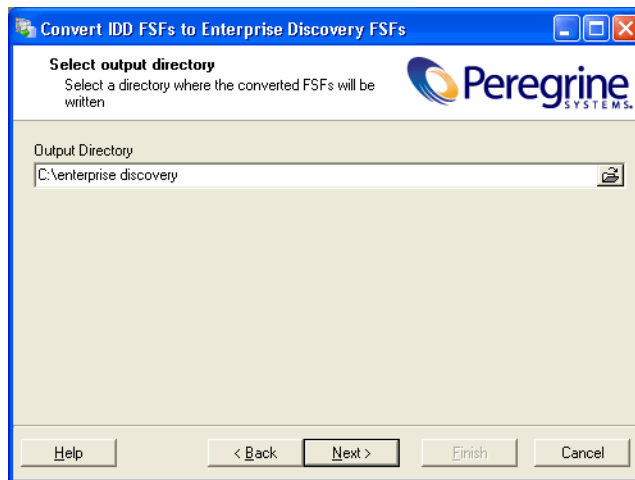 Convert IDD FSFs to Enterprise Discovery FSFs
Select output directory
Select a directory where the converted FSFs will be
written
Peregrine
SYSTEMS.
Output Directory
C:\enterprise discovery
Help
< Back
Next >
Finish
Cancel